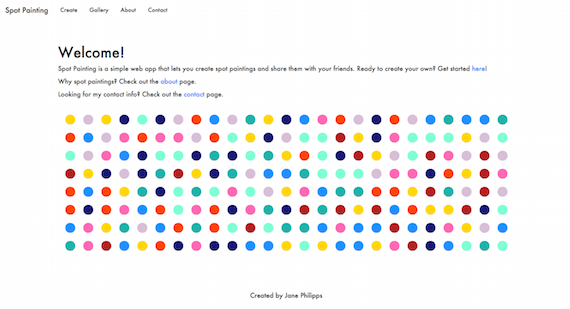 Spot Painting Create Gallery About Contact
Welcome!
Spot Painting is a simple web app that lets you create spot paintings and share them with your friends. Ready to create your own? Get started here!
Why spot paintings? Check out the about page.
Looking for my contact info? Check out the contact page.
Created by Jane Philipps